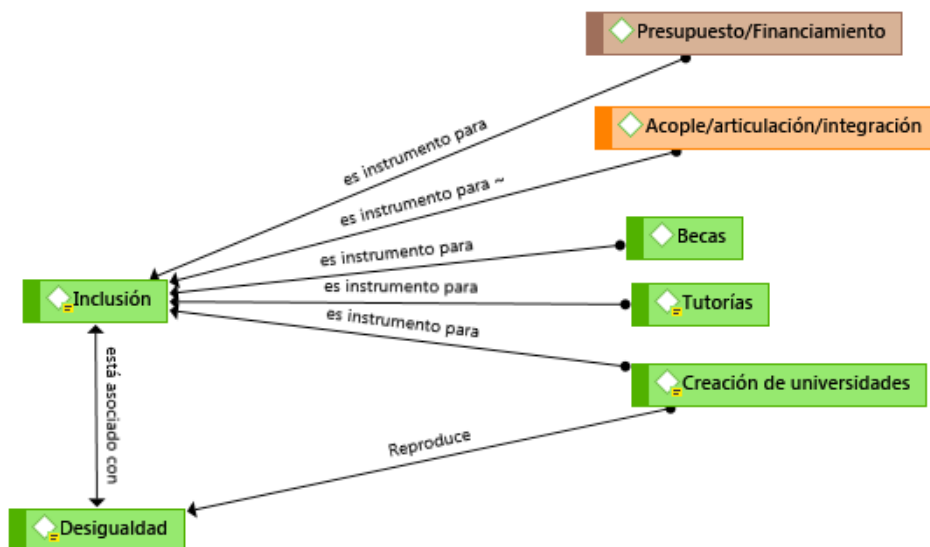 Presupuesto/Financiamiento
es instrumento para
Acople/articulación/integración
es instrumento para ~
Becas
es instrumento para
Inclusión
es instrumento para
Tutorías
es instrumento para
Creación de universidades
está asociado con
Reproduce
Desigualdad